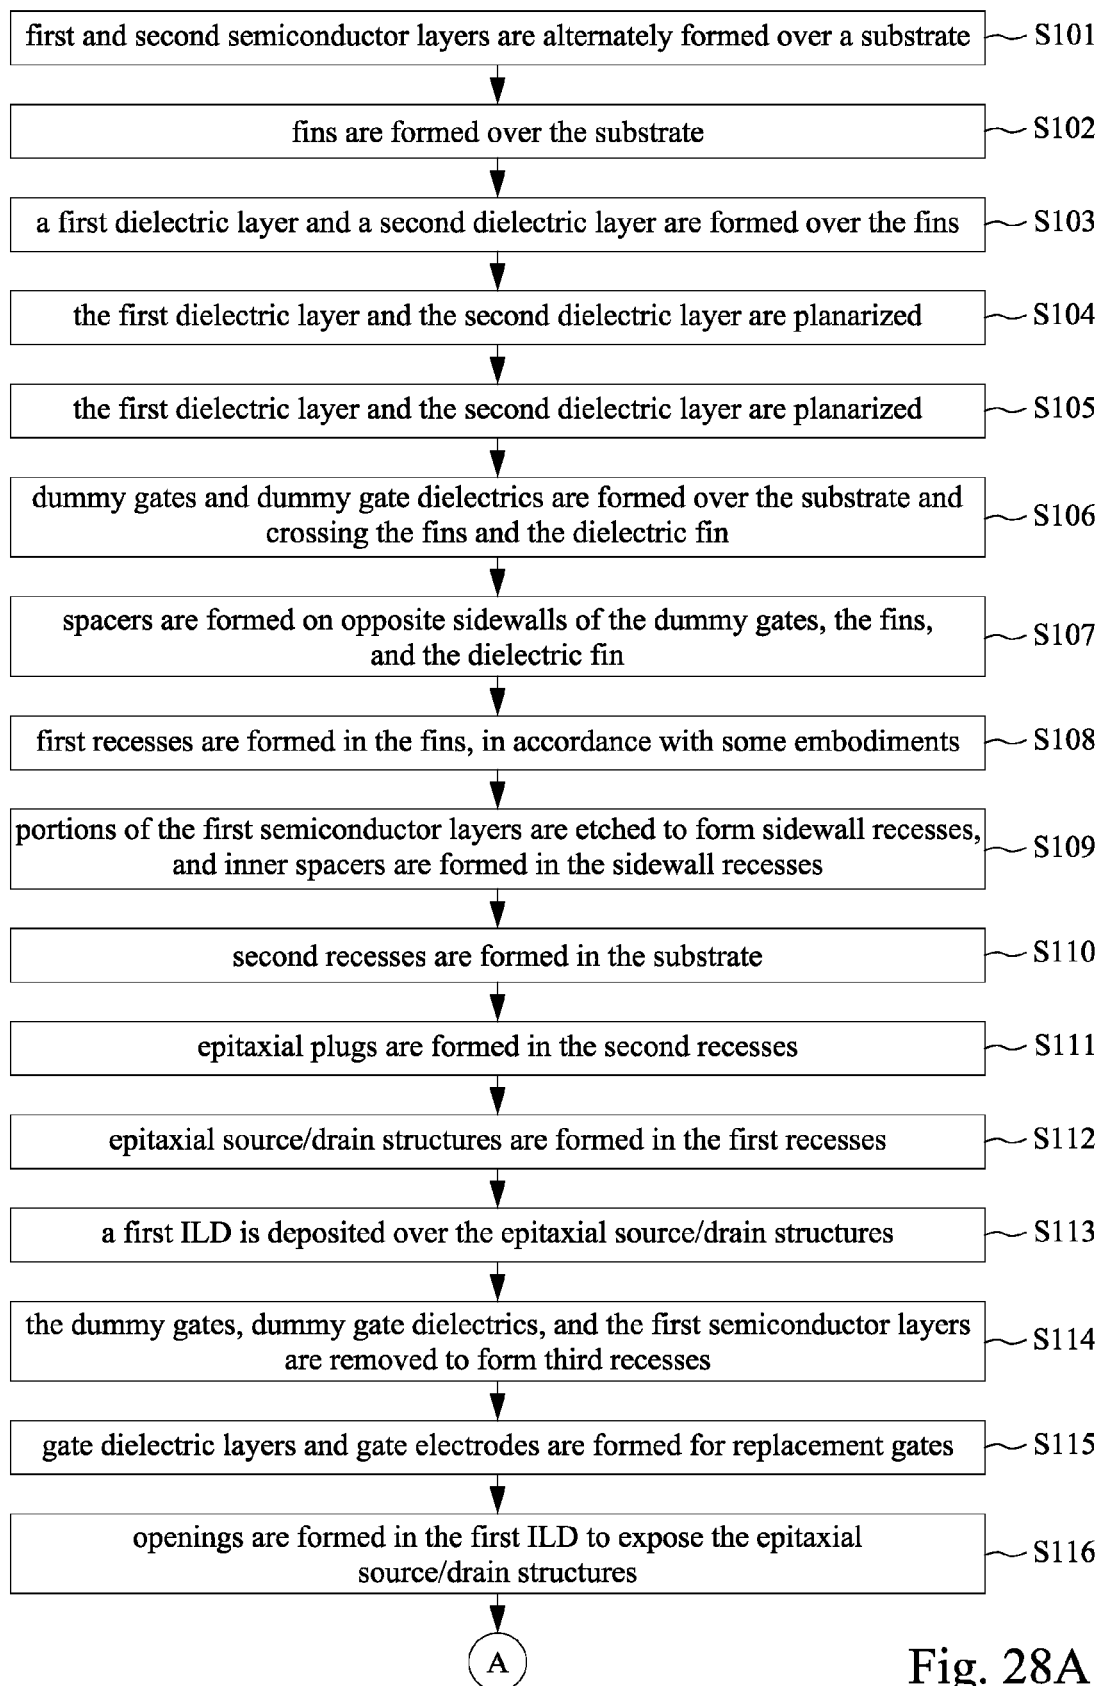 first and second semiconductor layers are alternately formed over a substrate S101
fins are formed over the substrate S102
a first dielectric layer and a second dielectric layer are formed over the fins S103
the first dielectric layer and the second dielectric layer are planarized S104
the first dielectric layer and the second dielectric layer are planarized S105
dummy gates and dummy gate dielectrics are formed over the substrate and
crossing the fins and the dielectric fin
S106
spacers are formed on opposite sidewalls of the dummy gates, the fins,
and the dielectric fin
S107
first recesses are formed in the fins, in accordance with some embodiments S108
portions of the first semiconductor layers are etched to form sidewall recesses,
and inner spacers are formed in the sidewall recesses
S109
second recesses are formed in the substrate S110
epitaxial plugs are formed in the second recesses S111
epitaxial source/drain structures are formed in the first recesses S112
a first ILD is deposited over the epitaxial source/drain structures S113
the dummy gates, dummy gate dielectrics, and the first semiconductor layers
are removed to form third recesses
S114
gate dielectric layers and gate electrodes are formed for replacement gates S115
openings are formed in the first ILD to expose the epitaxial
source/drain structures
S116
A
Fig. 28A